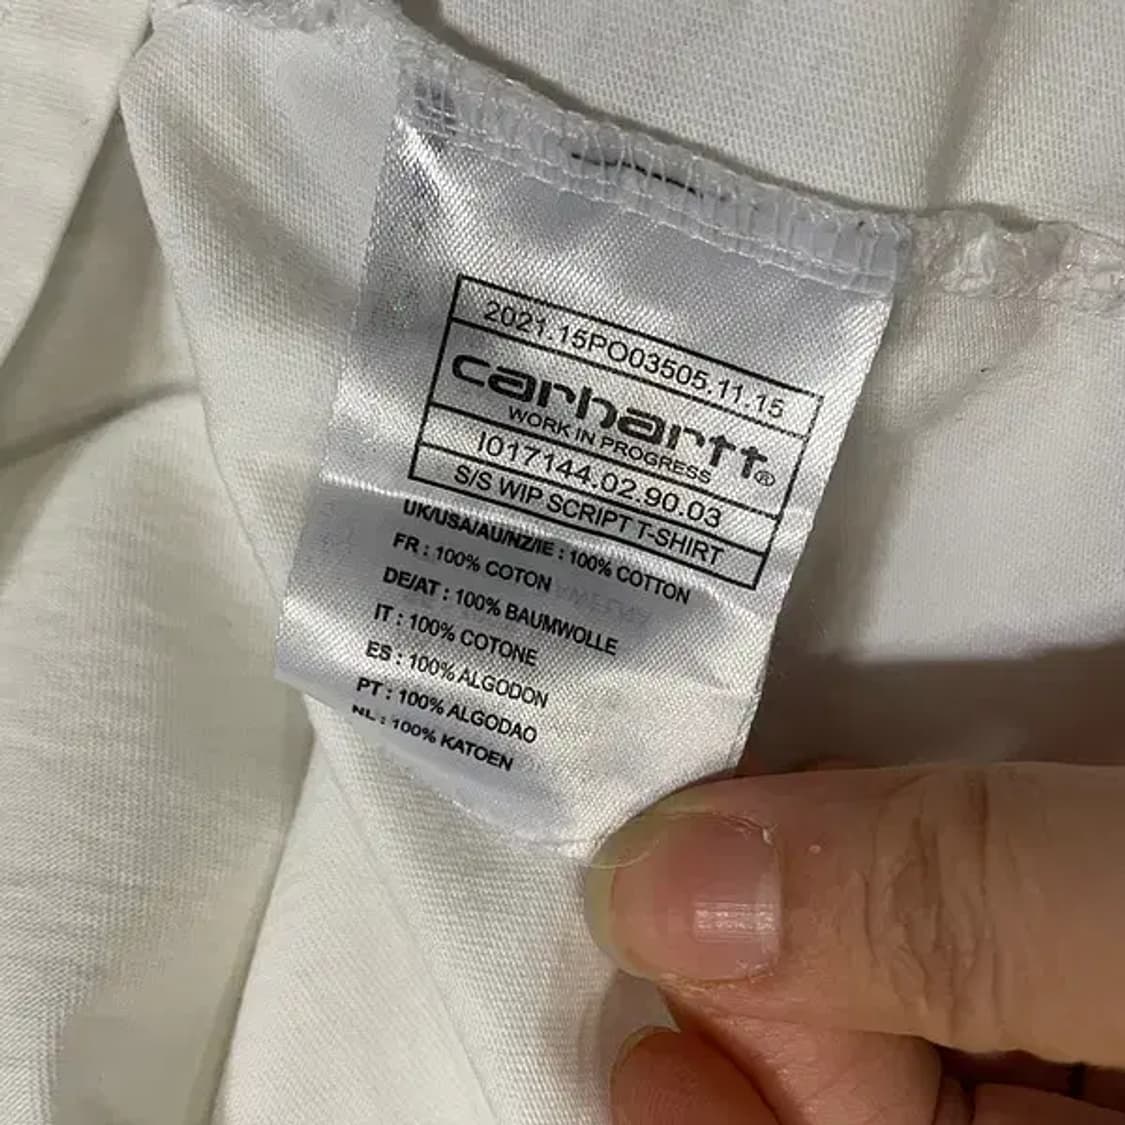 2021.15PO03505.11.15
carhartt®
WORK IN PROGRESS
I017144.02.90.03
S/S WIP SCRIPT T-SHIRT
UK/USA/AU/NZ/IE : 100% COTTON
FR : 100% COTON
DE/AT : 100% BAUMWOLLE
IT : 100% COTONE
ES : 100% ALGODON
PT : 100% ALGODAO
NL : 100% KATOEN